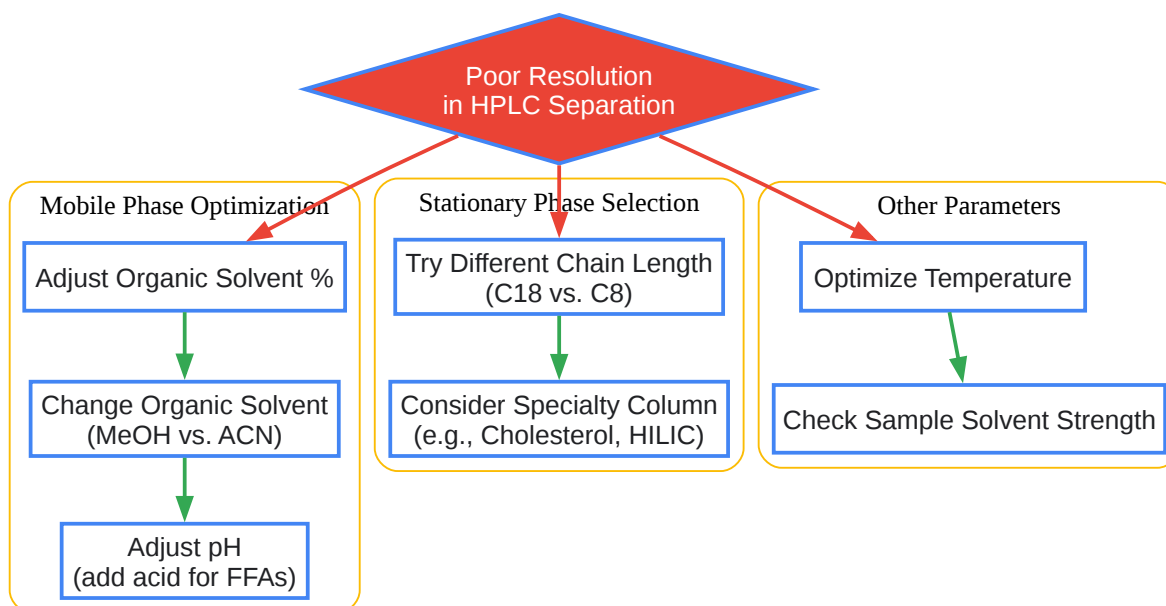 Poor Resolution
in HPLC Separation
Mobile Phase Optimization
Adjust Organic Solvent %
Change Organic Solvent
(MeOH vs. ACN)
Adjust pH
(add acid for FFAs)
Stationary Phase Selection
Try Different Chain Length
(C18 vs. C8)
Consider Specialty Column
(e.g., Cholesterol, HILIC)
Other Parameters
Optimize Temperature
Check Sample Solvent Strength